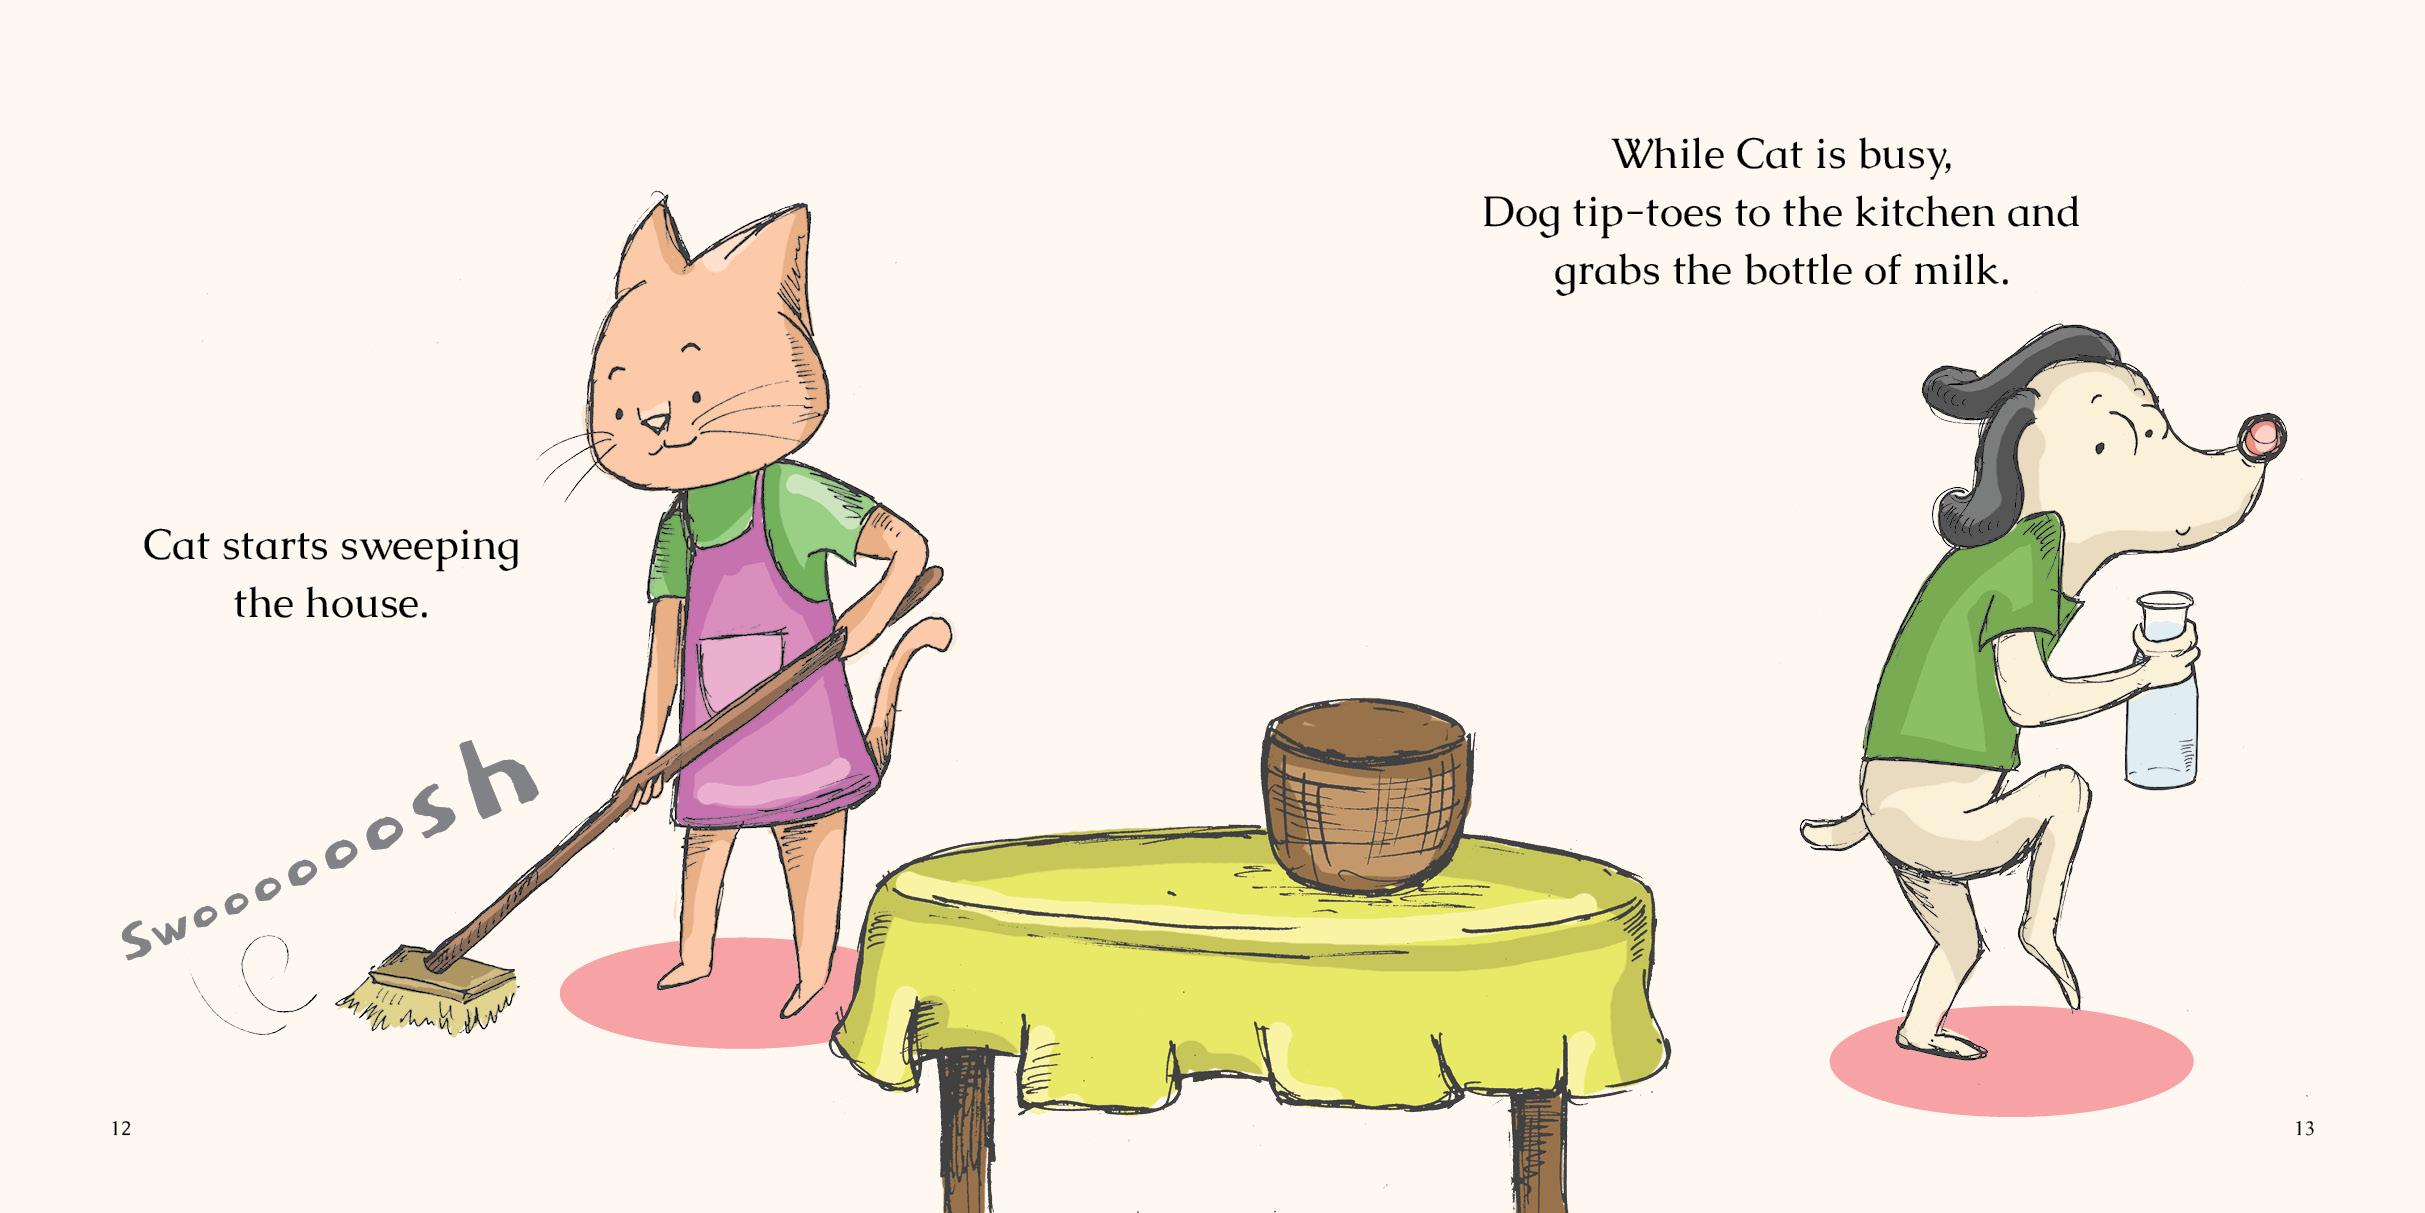 Cat starts sweeping
the house.
Swoooooosh
12
While Cat is busy,
Dog tip-toes to the kitchen and
grabs the bottle of milk.
13